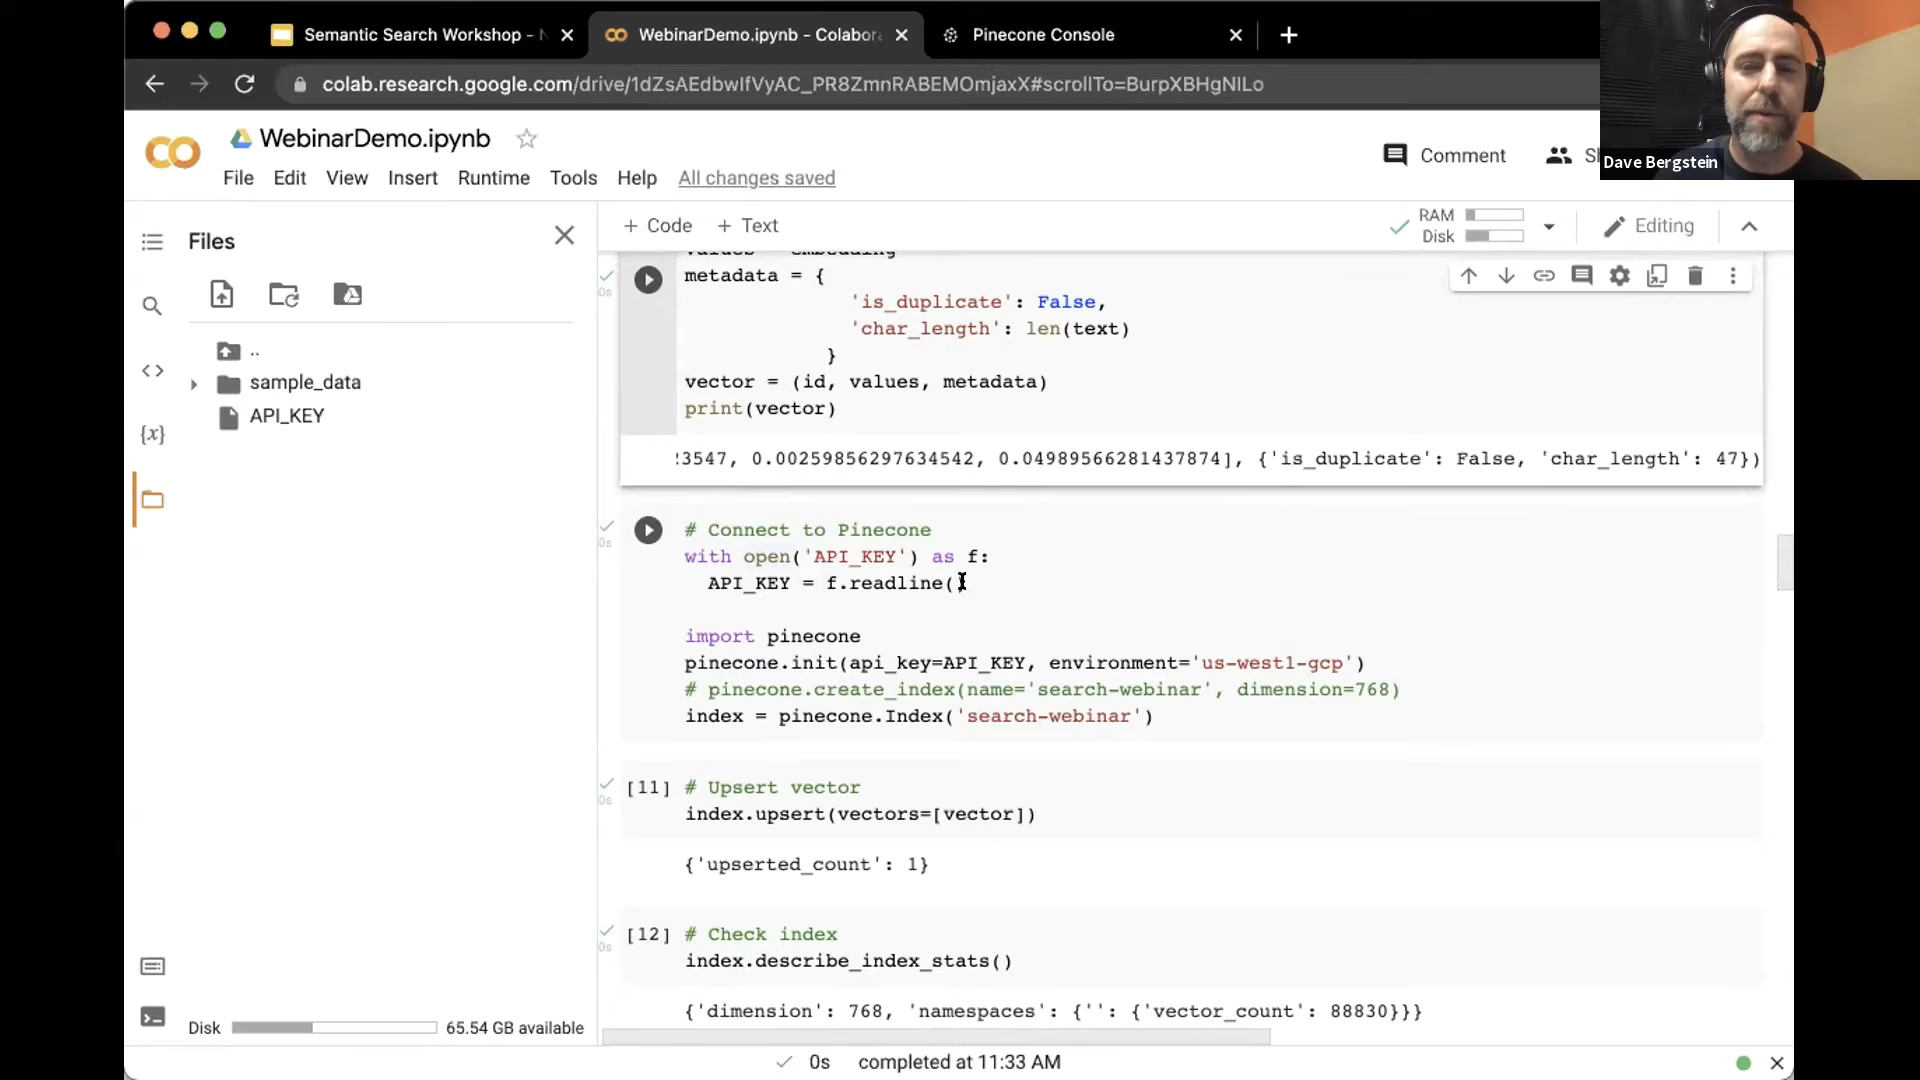 Semantic Search Workshop - N
WebinarDemo.ipynb - Colabora
Pinecone Console
colab.research.google.com/drive/1dZsAEdbwIfVyAC_PR8ZmnRABEMOmjaxX#scrollTo=BurpXBHgNILo
Dave Bergstein
WebinarDemo.ipynb
Comment
File Edit View Insert Runtime Tools Help All changes saved
Files
+ Code + Text
RAM
Disk
Editing
..
sample_data
API_KEY
{x}
metadata = {
'is_duplicate': False,
'char_length': len(text)
}
vector = (id, values, metadata)
print(vector)
23547, 0.00259856297634542, 0.04989566281437874], {'is_duplicate': False, 'char_length': 47})
0s
# Connect to Pinecone
with open('API_KEY') as f:
API_KEY = f.readline()
import pinecone
pinecone.init(api_key=API_KEY, environment='us-west1-gcp')
# pinecone.create_index(name='search-webinar', dimension=768)
index = pinecone.Index('search-webinar')
0s
[11] # Upsert vector
index.upsert(vectors=[vector])
{'upserted_count': 1}
0s
[12] # Check index
index.describe_index_stats()
{'dimension': 768, 'namespaces': {'': {'vector_count': 88830}}}
Disk 65.54 GB available
0s completed at 11:33 AM